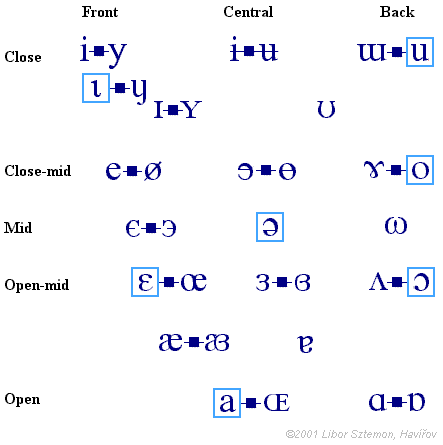 Front Central Back
Close i y ɨ ʉ ɯ u
ɩ ɥ
ɪ ʏ ʊ
Close-mid e ø ɘ ɵ ɤ o
Mid є э ə ω
Open-mid ɛ œ ɜ ɞ ʌ ɔ
æ ɐ
Open a ɶ ɑ ɒ
©2001 Libor Sztemon, Havířov